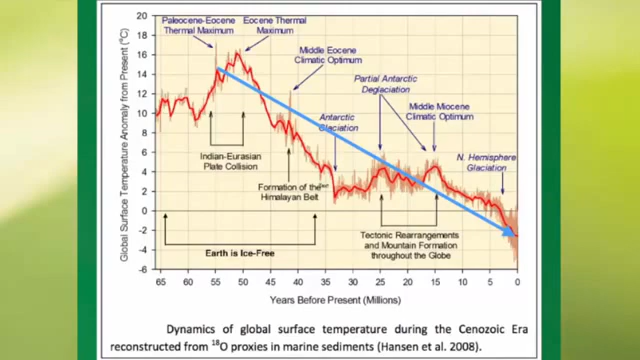 Paleocene-Eocene
Thermal Maximum
Eocene Thermal
Maximum
Middle Eocene
Climatic Optimum
Partial Antarctic
Deglaciation
Antarctic
Glaciation
Middle Miocene
Climatic Optimum
N. Hemisphere
Glaciation
Indian-Eurasian
Plate Collision
Formation of the
Himalayan Belt
Earth is Ice-Free
Tectonic Rearrangements
and Mountain Formation
throughout the Globe
Global Surface Temperature Anomaly from Present (°C)
20
18
16
14
12
10
8
6
4
2
0
-2
-4
-6
65 60 55 50 45 40 35 30 25 20 15 10 5 0
Years Before Present (Millions)
Dynamics of global surface temperature during the Cenozoic Era
reconstructed from ¹⁸O proxies in marine sediments (Hansen et al. 2008).